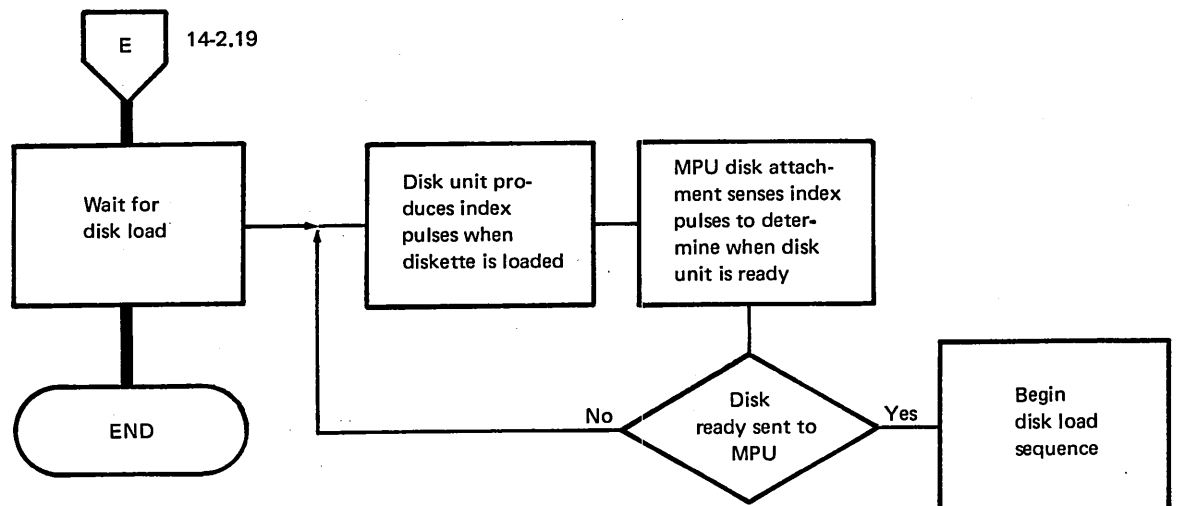 E
14-2.19
Wait for
disk load
Disk unit pro-
duces index
pulses when
diskette is loaded
MPU disk attach-
ment senses index
pulses to deter-
mine when disk
unit is ready
END
No
Disk
ready sent to
MPU
Yes
Begin
disk load
sequence